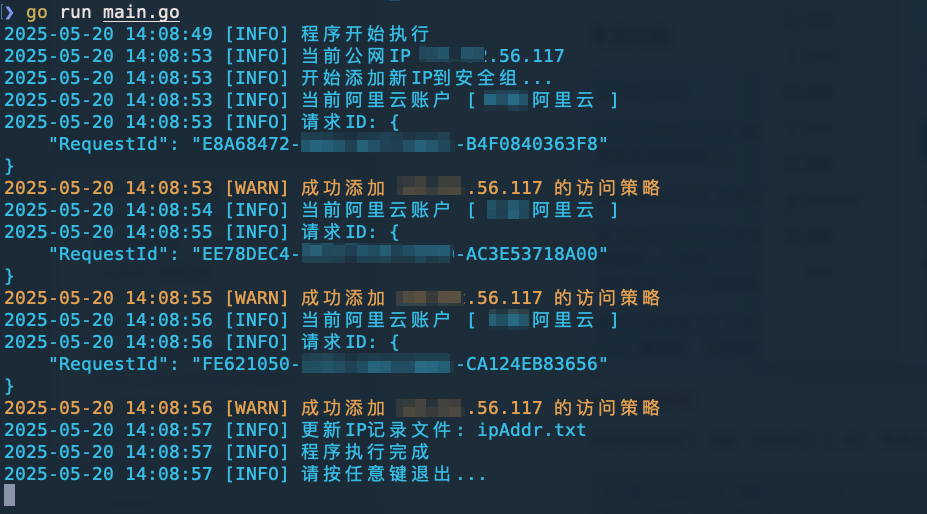 ❯ go run main.go
2025-05-20 14:08:49 [INFO] 程序开始执行
2025-05-20 14:08:53 [INFO] 当前公网IP .56.117
2025-05-20 14:08:53 [INFO] 开始添加新IP到安全组...
2025-05-20 14:08:53 [INFO] 当前阿里云账户 [ 阿里云 ]
2025-05-20 14:08:53 [INFO] 请求ID: {
    "RequestId": "E8A68472- -B4F0840363F8"
}
2025-05-20 14:08:53 [WARN] 成功添加 .56.117 的访问策略
2025-05-20 14:08:54 [INFO] 当前阿里云账户 [ 阿里云 ]
2025-05-20 14:08:55 [INFO] 请求ID: {
    "RequestId": "EE78DEC4- -AC3E53718A00"
}
2025-05-20 14:08:55 [WARN] 成功添加 .56.117 的访问策略
2025-05-20 14:08:56 [INFO] 当前阿里云账户 [ 阿里云 ]
2025-05-20 14:08:56 [INFO] 请求ID: {
    "RequestId": "FE621050- -CA124EB83656"
}
2025-05-20 14:08:56 [WARN] 成功添加 .56.117 的访问策略
2025-05-20 14:08:57 [INFO] 更新IP记录文件: ipAddr.txt
2025-05-20 14:08:57 [INFO] 程序执行完成
2025-05-20 14:08:57 [INFO] 请按任意键退出...